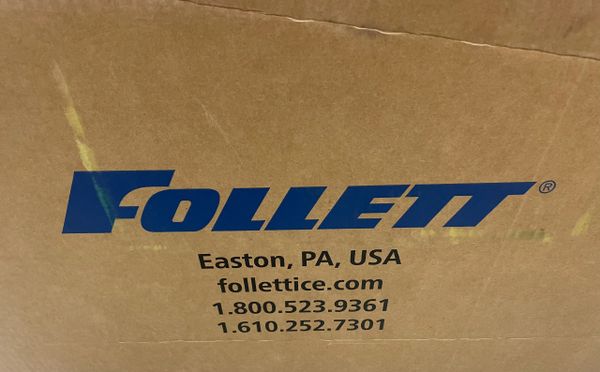 FOLLETT®
Easton, PA, USA
follettice.com
1.800.523.9361
1.610.252.7301